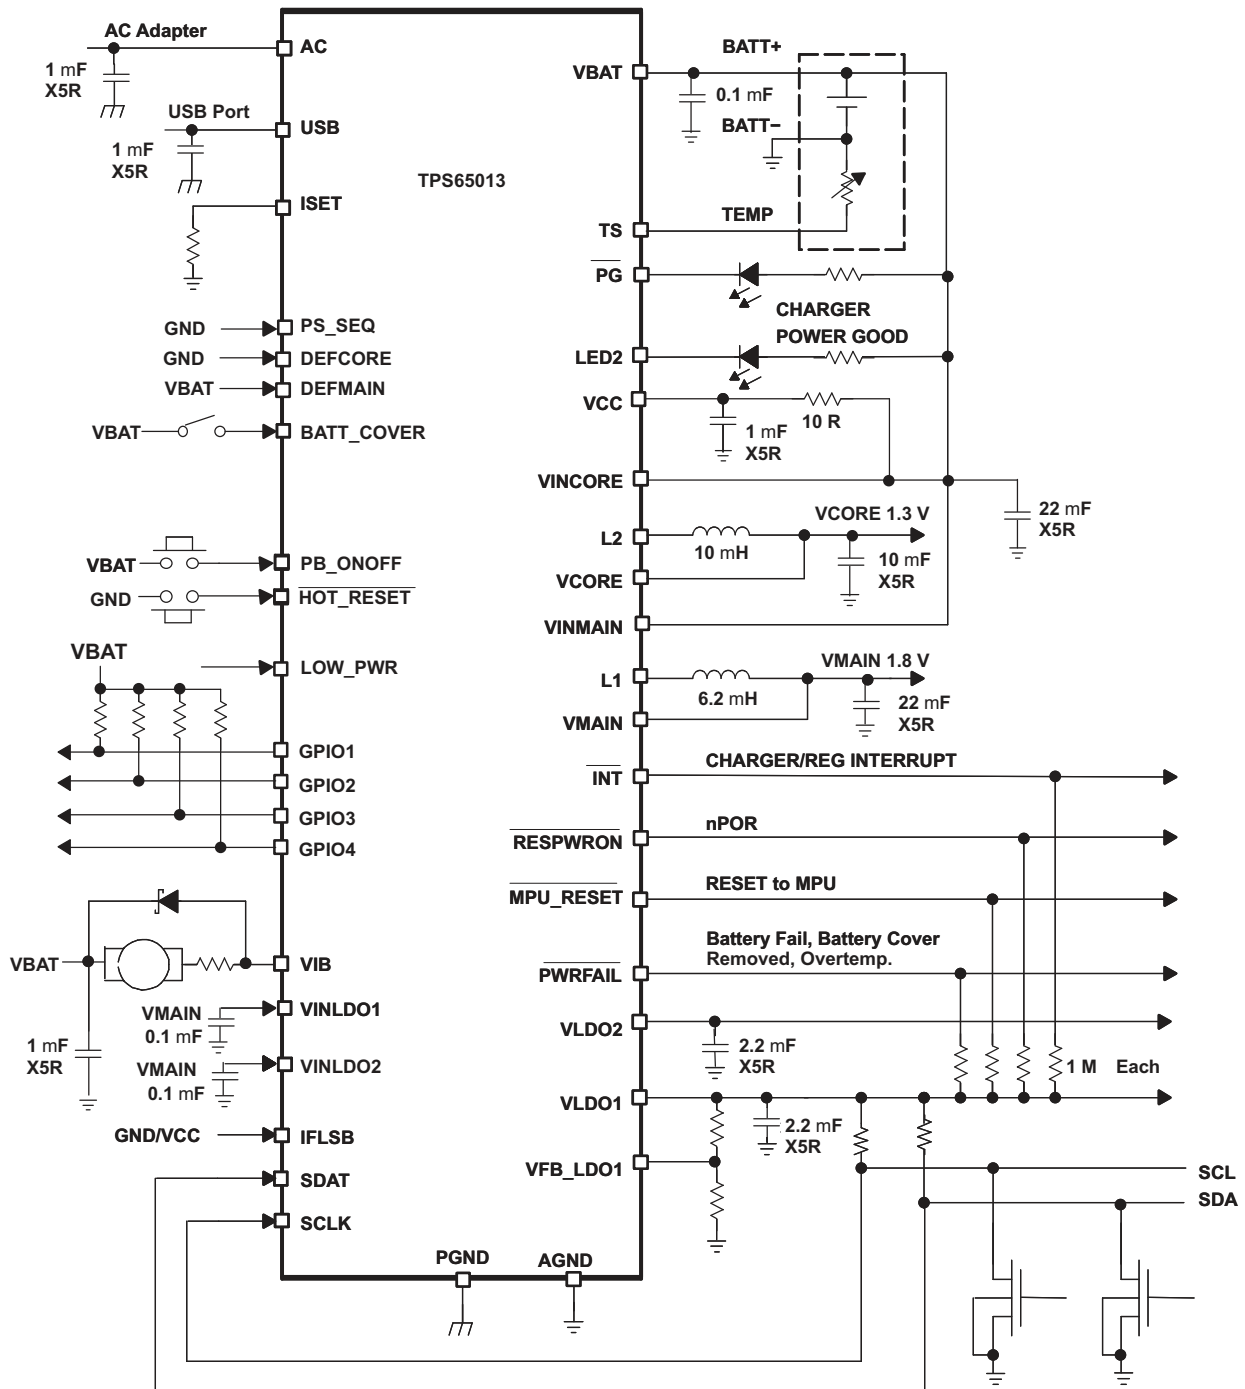 AC Adapter
AC
1 mF
X5R
USB Port
USB
1 mF
X5R
TPS65013
ISET
GND
PS_SEQ
GND
DEFCORE
VBAT
DEFMAIN
VBAT
BATT_COVER
VBAT
PB_ONOFF
GND
HOT_RESET
VBAT
LOW_PWR
GPIO1
GPIO2
GPIO3
GPIO4
VBAT
VIB
VMAIN
0.1 mF
VINLDO1
1 mF
X5R
VMAIN
0.1 mF
VINLDO2
GND/VCC
IFLSB
SDAT
SCLK
PGND
AGND
BATT+
VBAT
0.1 mF
BATT−
TEMP
TS
PG
CHARGER
POWER GOOD
LED2
VCC
10 R
1 mF
X5R
VINCORE
22 mF
X5R
VCORE 1.3 V
L2
10 mH
10 mF
X5R
VCORE
VINMAIN
VMAIN 1.8 V
L1
6.2 mH
22 mF
X5R
VMAIN
CHARGER/REG INTERRUPT
INT
nPOR
RESPWRON
RESET to MPU
MPU_RESET
Battery Fail, Battery Cover
Removed, Overtemp.
PWRFAIL
VLDO2
2.2 mF
X5R
1 M Each
VLDO1
2.2 mF
X5R
VFB_LDO1
SCL
SDA